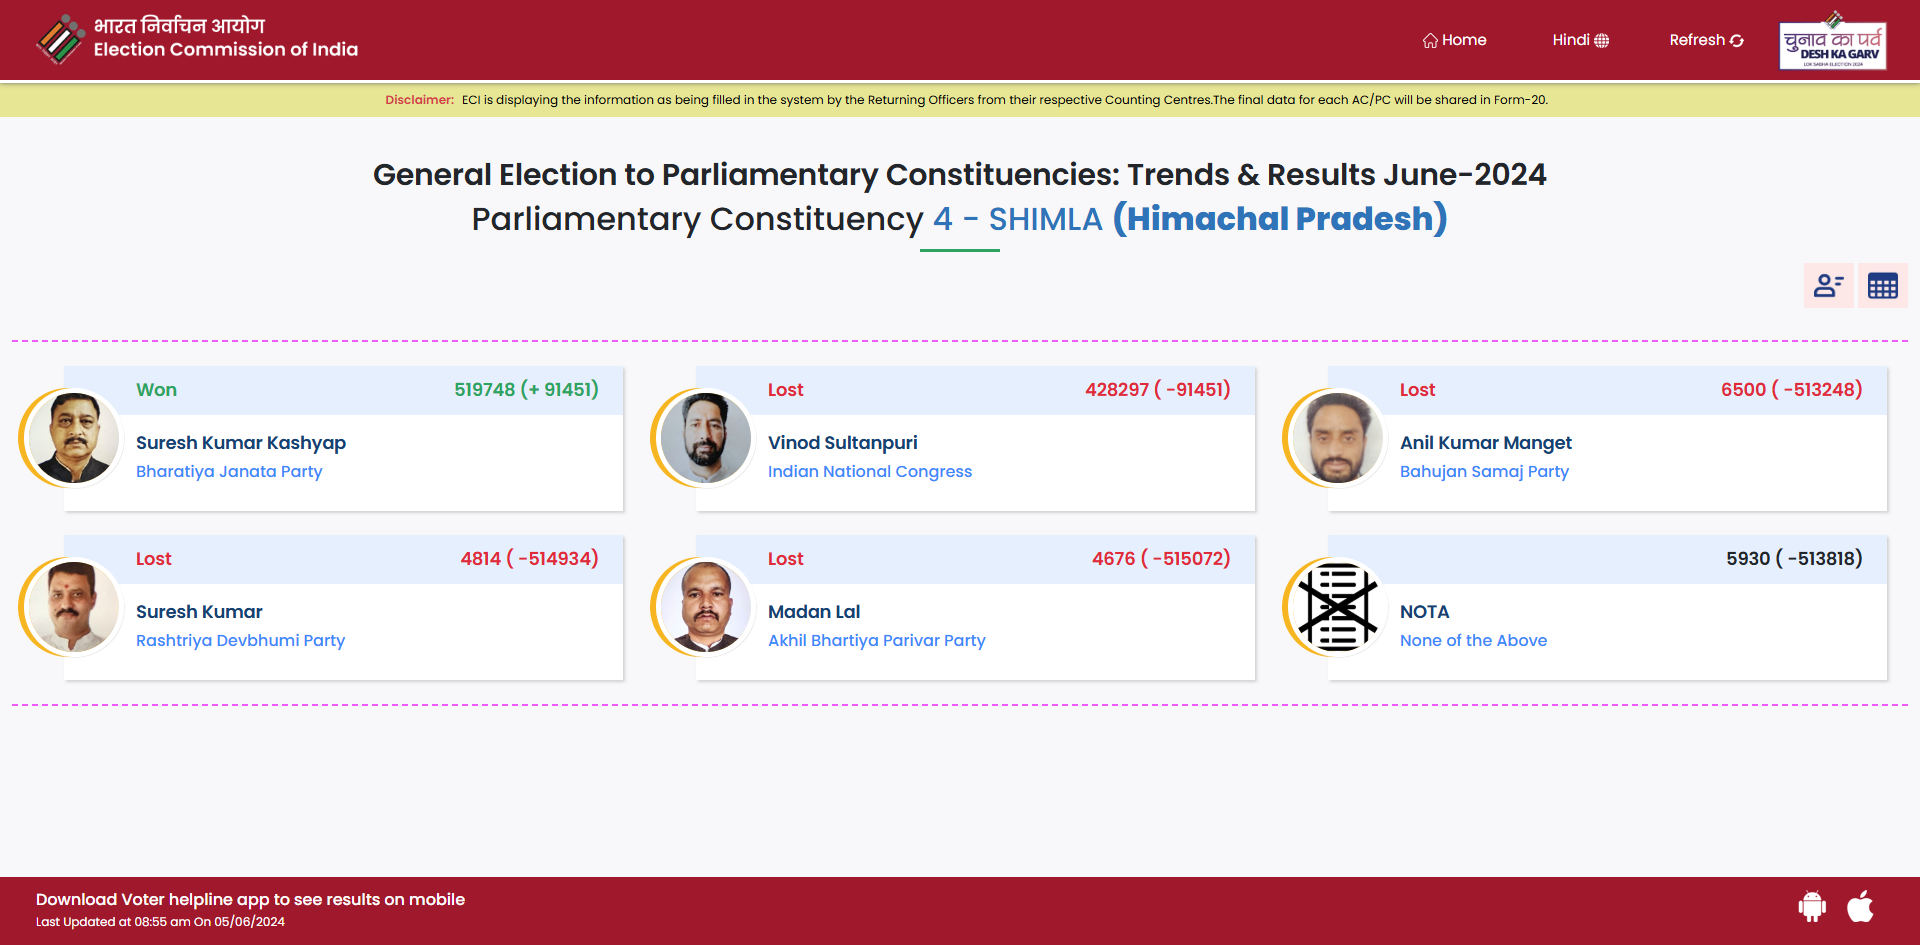 भारत निर्वाचन आयोग
Election Commission of India
Home
Hindi
Refresh
चुनाव का पर्व
DESH KA GARV
LOK SABHA ELECTION 2024
Disclaimer: ECI is displaying the information as being filled in the system by the Returning Officers from their respective Counting Centres.The final data for each AC/PC will be shared in Form-20.
General Election to Parliamentary Constituencies: Trends & Results June-2024
Parliamentary Constituency 4 - SHIMLA (Himachal Pradesh)
Won 519748 (+ 91451)
Suresh Kumar Kashyap
Bharatiya Janata Party
Lost 428297 ( -91451)
Vinod Sultanpuri
Indian National Congress
Lost 6500 ( -513248)
Anil Kumar Manget
Bahujan Samaj Party
Lost 4814 ( -514934)
Suresh Kumar
Rashtriya Devbhumi Party
Lost 4676 ( -515072)
Madan Lal
Akhil Bhartiya Parivar Party
5930 ( -513818)
NOTA
None of the Above
Download Voter helpline app to see results on mobile
Last Updated at 08:55 am On 05/06/2024